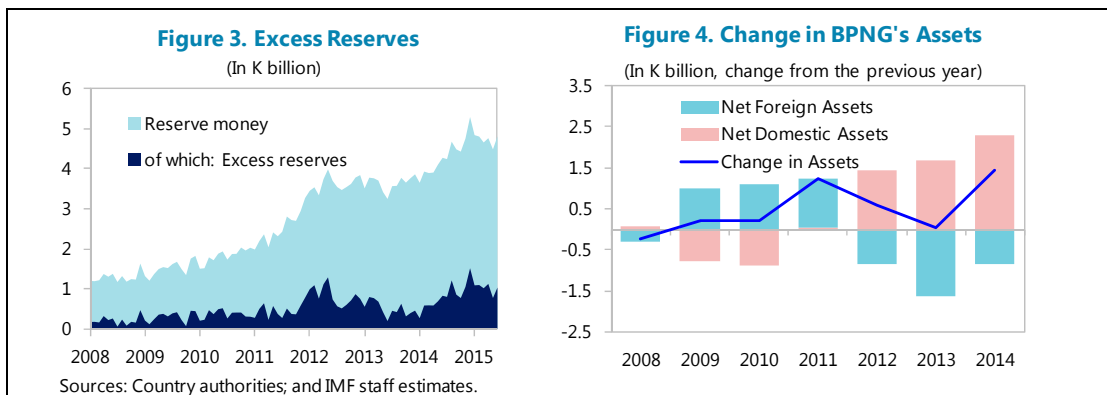 Figure 3. Excess Reserves
(In K billion)
6
5
4
3
2
1
0
Reserve money
of which: Excess reserves
2008 2009 2010 2011 2012 2013 2014 2015
Sources: Country authorities; and IMF staff estimates.
Figure 4. Change in BPNG's Assets
(In K billion, change from the previous year)
3.5
2.5
1.5
0.5
-0.5
-1.5
-2.5
Net Foreign Assets
Net Domestic Assets
Change in Assets
2008 2009 2010 2011 2012 2013 2014